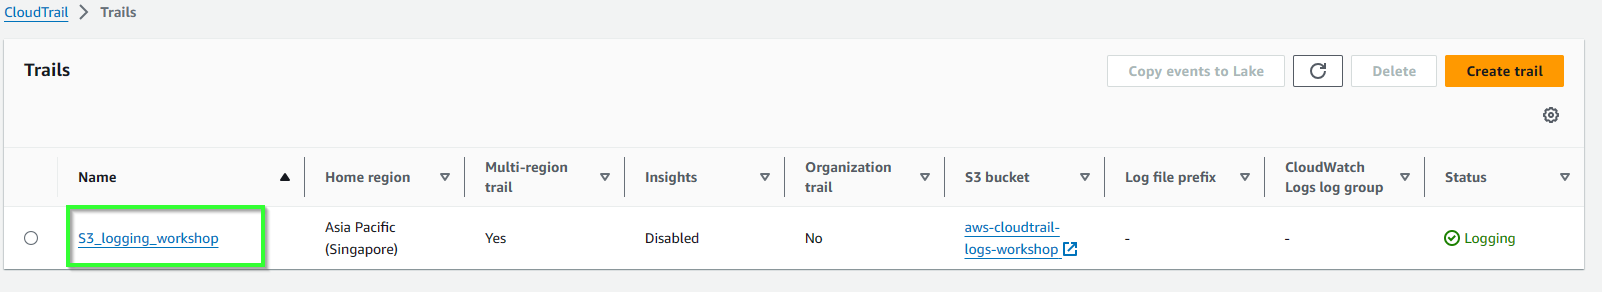 CloudTrail > Trails
Trails
Copy events to Lake
Delete
Create trail
Name
Home region
Multi-region
trail
Insights
Organization
trail
S3 bucket
Log file prefix
CloudWatch
Logs log group
Status
S3_logging_workshop
Asia Pacific
(Singapore)
Yes
Disabled
No
aws-cloudtrail-
logs-workshop
-
-
Logging